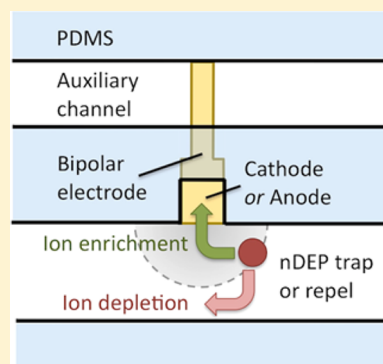 PDMS
Auxiliary
channel
Bipolar
electrode
Cathode
or Anode
Ion enrichment
nDEP trap
or repel
Ion depletion